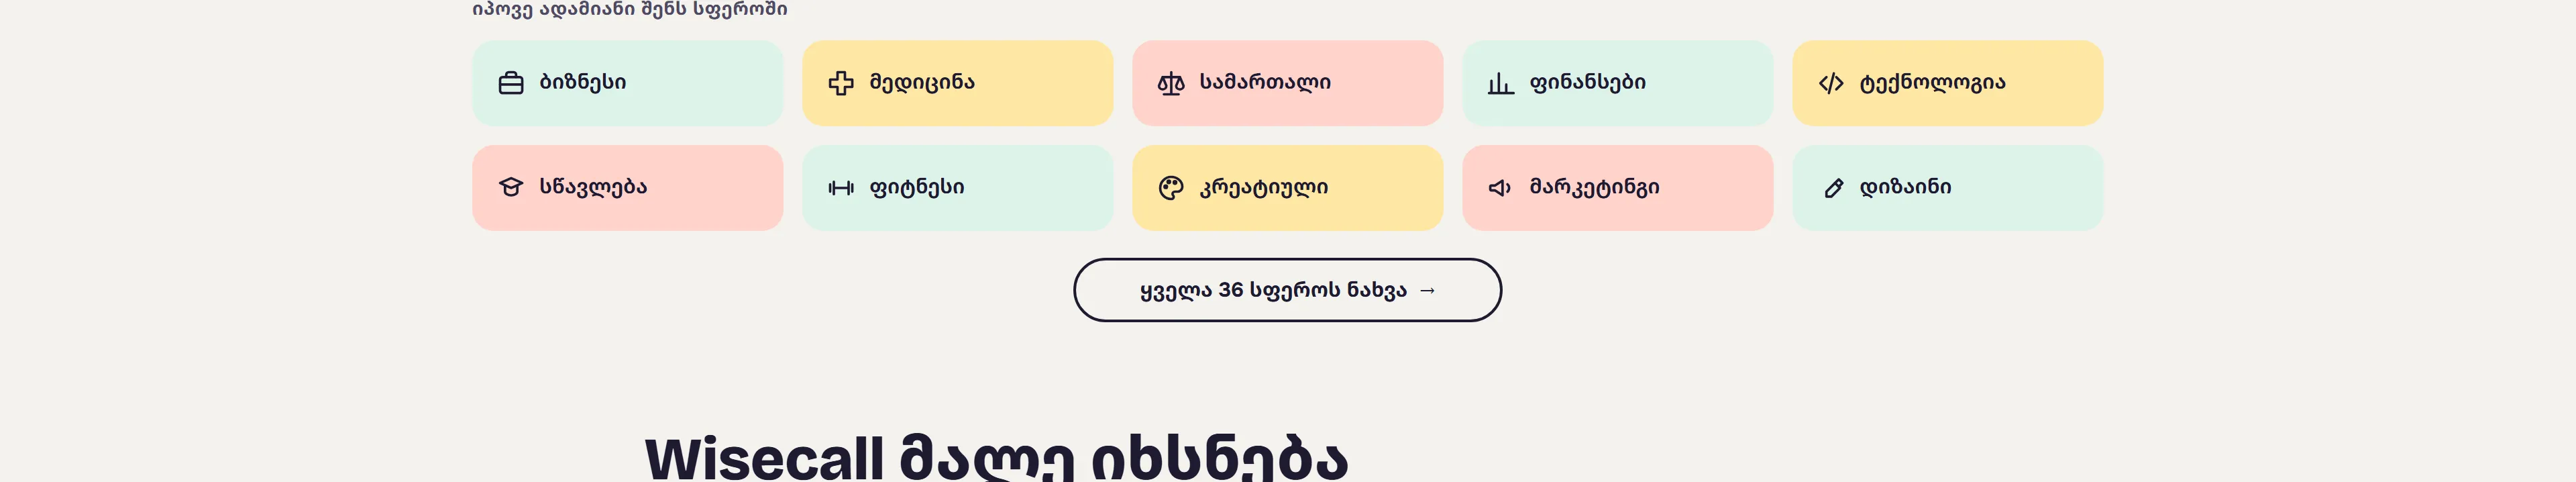 იპოვე ადამიანი შენს სფეროში
ბიზნესი
მედიცინა
სამართალი
ფინანსები
ტექნოლოგია
სწავლება
ფიტნესი
კრეატიული
მარკეტინგი
დიზაინი
ყველა 36 სფეროს ნახვა →
Wisecall მალე იხსნება